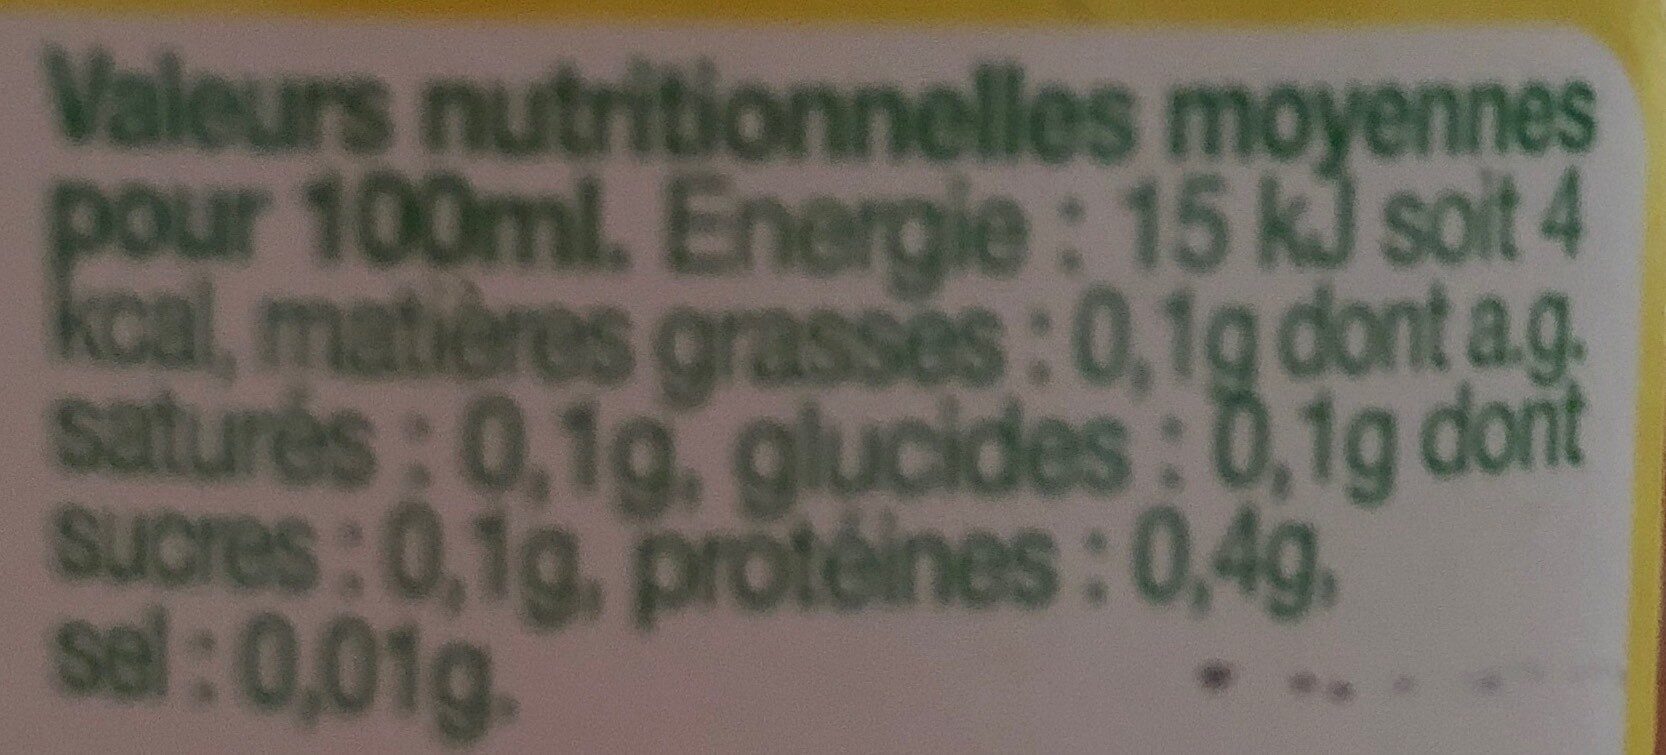 Valeurs nutritionnelles moyennes
pour 100ml. Energie : 15 kJ soit 4
kcal, matières grasses : 0,1g dont a.g.
saturés : 0,1g, glucides : 0,1g dont
sucres : 0,1g, protéines : 0,4g,
sel : 0,01g.